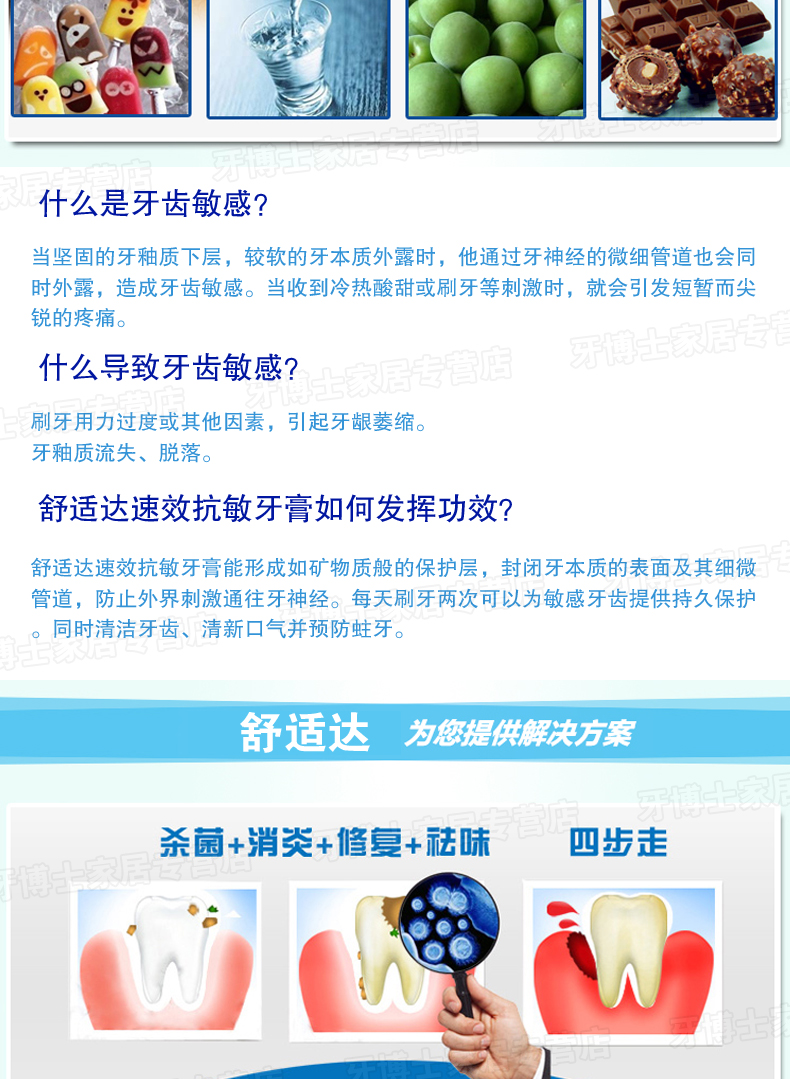 什么是牙齿敏感?
当坚固的牙釉质下层，较软的牙本质外露时，他通过牙神经的微细管道也会同
时外露，造成牙齿敏感。当收到冷热酸甜或刷牙等刺激时，就会引发短暂而尖
锐的疼痛。
什么导致牙齿敏感?
刷牙用力过度或其他因素，引起牙龈萎缩。
牙釉质流失、脱落。
舒适达速效抗敏牙膏如何发挥功效?
舒适达速效抗敏牙膏能形成如矿物质般的保护层，封闭牙本质的表面及其细微
管道，防止外界刺激通往牙神经。每天刷牙两次可以为敏感牙齿提供持久保护
。同时清洁牙齿、清新口气并预防蛀牙。
舒适达 为您提供解决方案
杀菌+消炎+修复+祛味 四步走
牙博士家居专营店